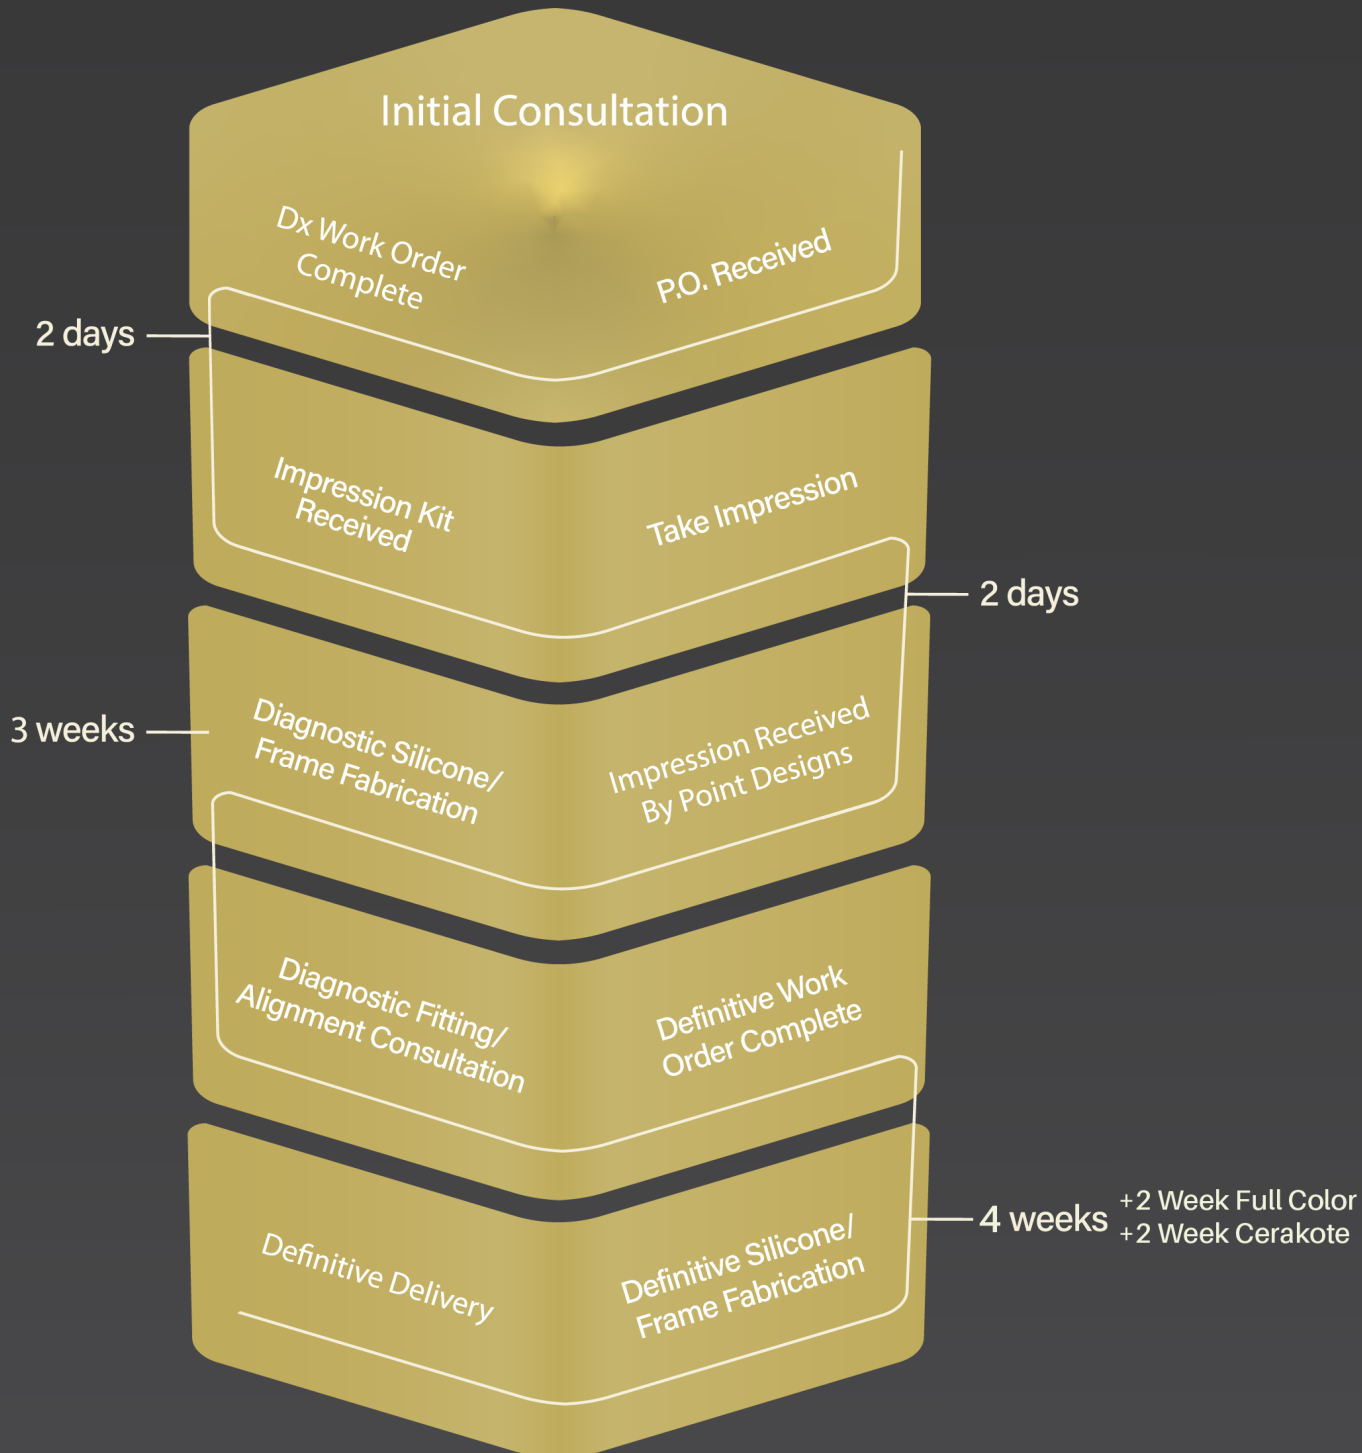 Initial Consultation
Dx Work Order
Complete
P.O. Received
2 days
Impression Kit
Received
Take Impression
2 days
3 weeks
Diagnostic Silicone/
Frame Fabrication
Impression Received
By Point Designs
Diagnostic Fitting/
Alignment Consultation
Definitive Work
Order Complete
Definitive Delivery
Definitive Silicone/
Frame Fabrication
4 weeks
+2 Week Full Color
+2 Week Cerakote